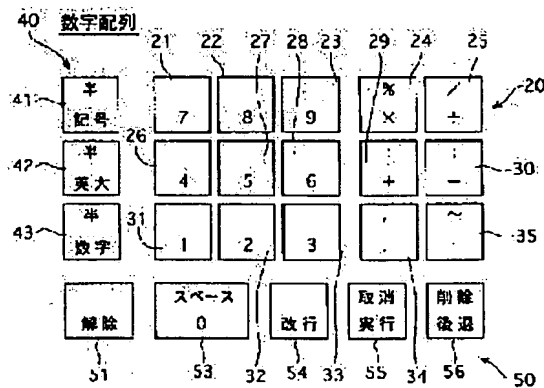 数字配列
40 21 22 27 28 23 29 24 25
半 % /
41 記号 7 8 9 × ÷ 20
半 : ;
42 26 英大 4 5 6 + - 30
半 , ~
43 数字 31 1 2 3 . 35
スペース 取消 削除
解除 0 改行 実行 後退
51 53 32 54 33 55 34 56 50